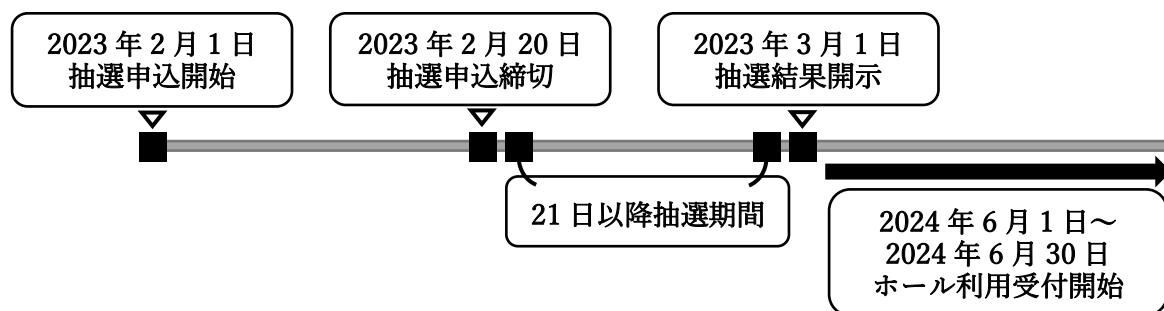 2023 年 2 月 1 日
抽選申込開始
2023 年 2 月 20 日
抽選申込締切
2023 年 3 月 1 日
抽選結果開示
21 日以降抽選期間
2024 年 6 月 1 日～
2024 年 6 月 30 日
ホール利用受付開始